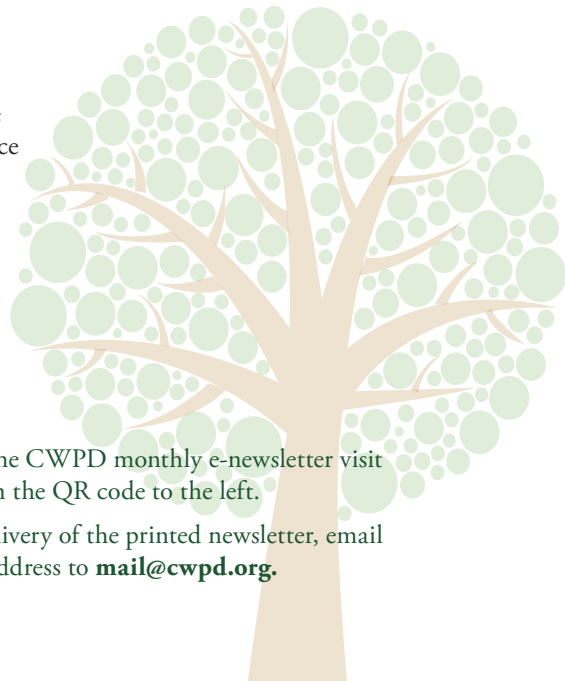 ce
he CWPD monthly e-newsletter visit
n the QR code to the left.
ivery of the printed newsletter, email
ddress to mail@cwpd.org.